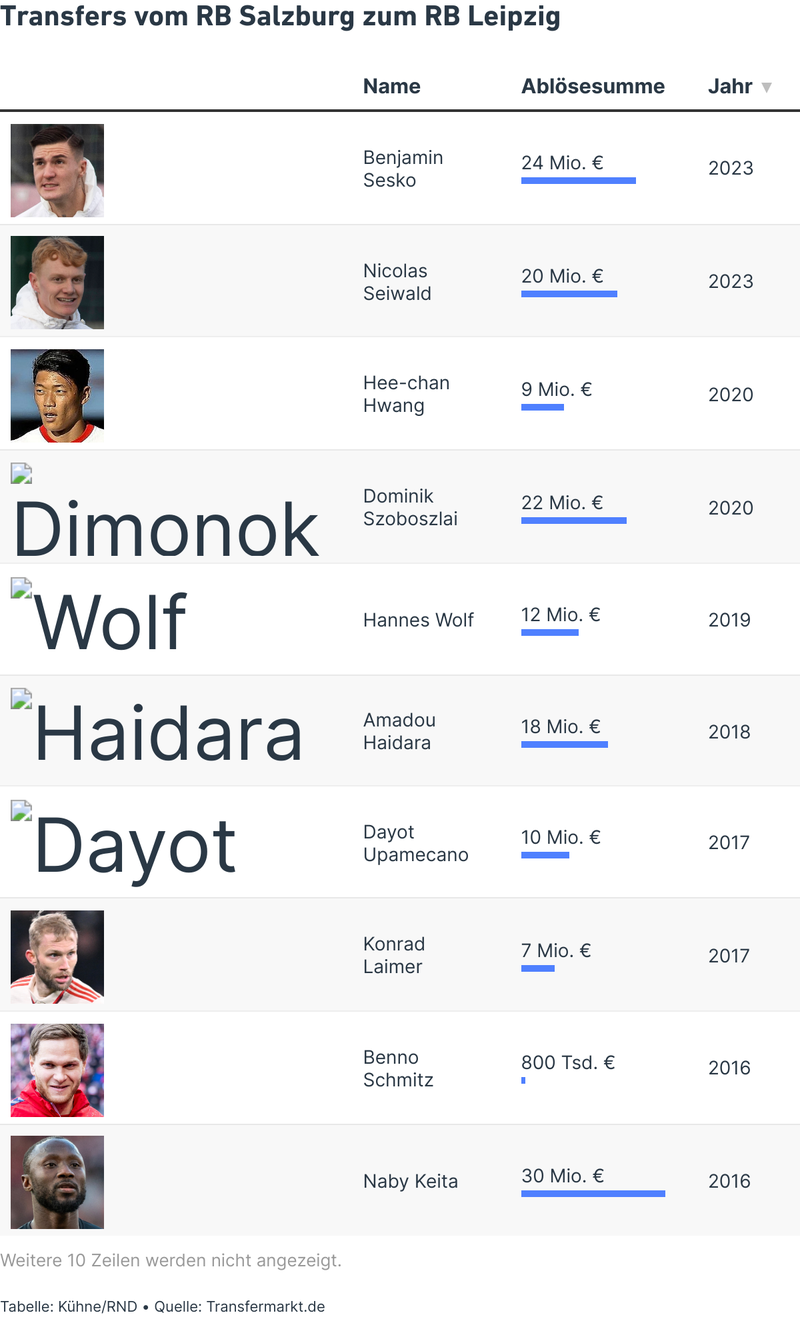 Transfers vom RB Salzburg zum RB Leipzig
Name Ablösesumme Jahr ▼
Benjamin
Sesko
24 Mio. €
2023
Nicolas
Seiwald
20 Mio. €
2023
Hee-chan
Hwang
9 Mio. €
2020
Dimonok
Dominik
Szoboszlai
22 Mio. €
2020
Wolf
Hannes Wolf
12 Mio. €
2019
Haidara
Amadou
Haidara
18 Mio. €
2018
Dayot
Dayot
Upamecano
10 Mio. €
2017
Konrad
Laimer
7 Mio. €
2017
Benno
Schmitz
800 Tsd. €
2016
Naby Keita
30 Mio. €
2016
Weitere 10 Zeilen werden nicht angezeigt.
Tabelle: Kühne/RND • Quelle: Transfermarkt.de